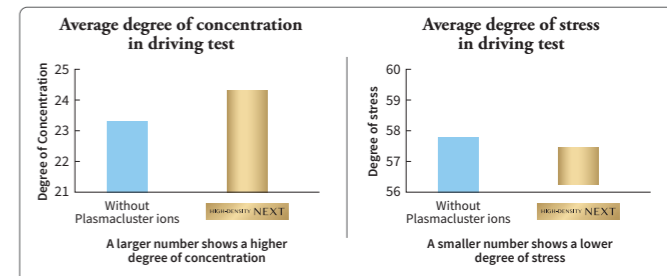 Average degree of concentration
in driving test
Degree of Concentration
25
24
23
22
21
Without
Plasmacluster ions
HIGH-DENSITY NEXT
A larger number shows a higher
degree of concentration
Average degree of stress
in driving test
Degree of stress
60
59
58
57
56
Without
Plasmacluster ions
HIGH-DENSITY NEXT
A smaller number shows a lower
degree of stress